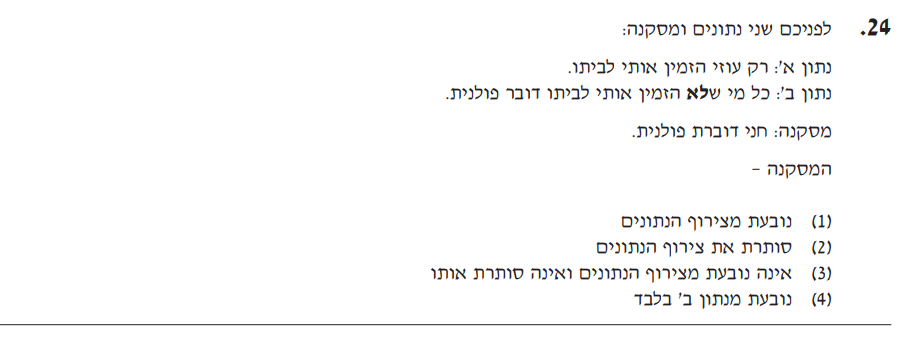 24. לפניכם שני נתונים ומסקנה:
נתון א': רק עוזי הזמין אותי לביתו.
נתון ב': כל מי שלא הזמין אותי לביתו דובר פולנית.
מסקנה: חני דוברת פולנית.
המסקנה –
(1) נובעת מצירוף הנתונים
(2) סותרת את צירוף הנתונים
(3) אינה נובעת מצירוף הנתונים ואינה סותרת אותו
(4) נובעת מנתון ב' בלבד